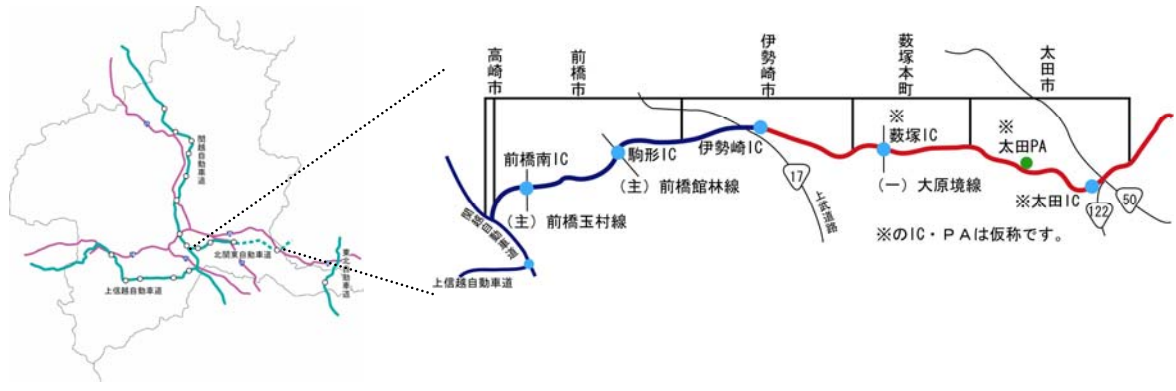 関越自動車道
北関東自動車道
上信越自動車道
東北自動車道
高崎市
前橋市
伊勢崎市
薮塚本町
太田市
前橋南IC
(主)前橋玉村線
駒形IC
(主)前橋館林線
伊勢崎IC
17
上武道路
※
薮塚IC
(一)大原境線
※
太田PA
※太田IC
122
50
関越自動車道
上信越自動車道
※のIC・PAは仮称です。